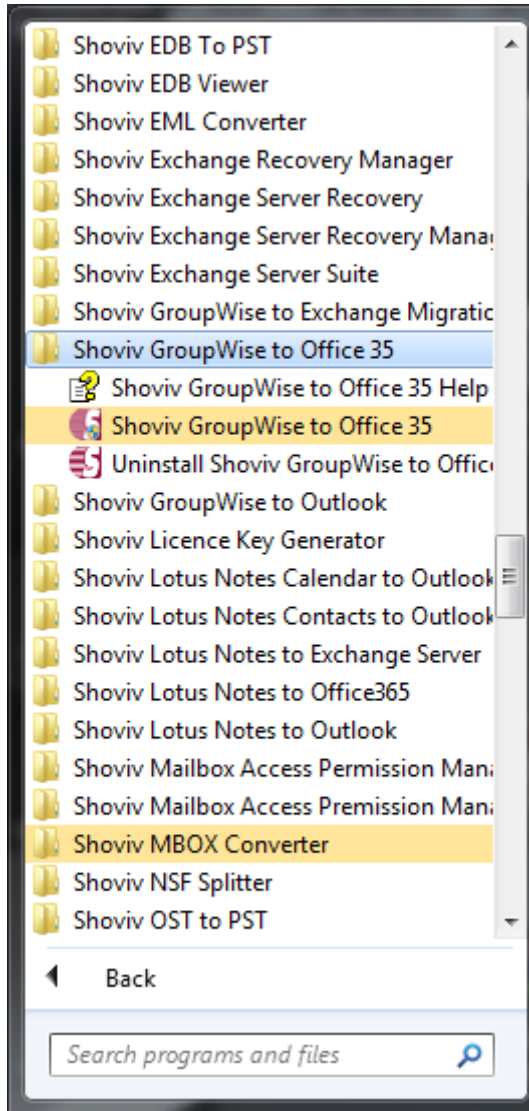 Shoviv EDB To PST
Shoviv EDB Viewer
Shoviv EML Converter
Shoviv Exchange Recovery Manager
Shoviv Exchange Server Recovery
Shoviv Exchange Server Recovery Mana
Shoviv Exchange Server Suite
Shoviv GroupWise to Exchange Migratic
Shoviv GroupWise to Office 35
Shoviv GroupWise to Office 35 Help
Shoviv GroupWise to Office 35
Uninstall Shoviv GroupWise to Offic
Shoviv GroupWise to Outlook
Shoviv Licence Key Generator
Shoviv Lotus Notes Calendar to Outlook
Shoviv Lotus Notes Contacts to Outlook
Shoviv Lotus Notes to Exchange Server
Shoviv Lotus Notes to Office365
Shoviv Lotus Notes to Outlook
Shoviv Mailbox Access Permission Man
Shoviv Mailbox Access Premission Man
Shoviv MBOX Converter
Shoviv NSF Splitter
Shoviv OST to PST
Back
Search programs and files